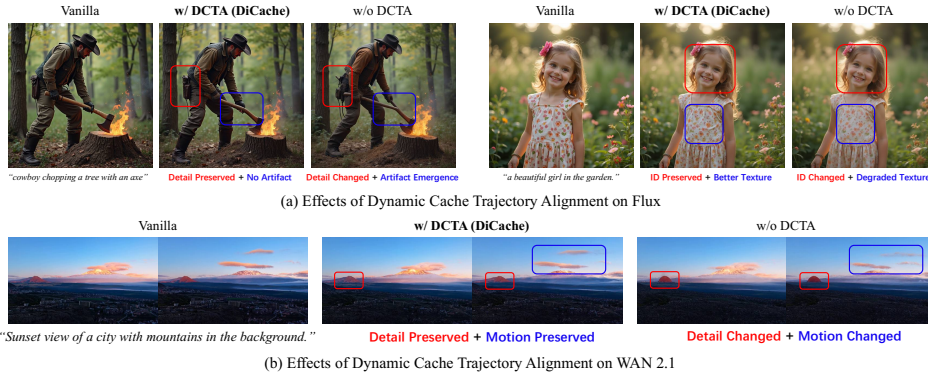 Vanilla
w/ DCTA (DiCache)
w/o DCTA
Vanilla
w/ DCTA (DiCache)
w/o DCTA
“cowboy chopping a tree with an axe”
Detail Preserved + No Artifact
Detail Changed + Artifact Emergence
“a beautiful girl in the garden.”
ID Preserved + Better Texture
ID Changed + Degraded Texture
(a) Effects of Dynamic Cache Trajectory Alignment on Flux
Vanilla
w/ DCTA (DiCache)
w/o DCTA
“Sunset view of a city with mountains in the background.”
Detail Preserved + Motion Preserved
Detail Changed + Motion Changed
(b) Effects of Dynamic Cache Trajectory Alignment on WAN 2.1